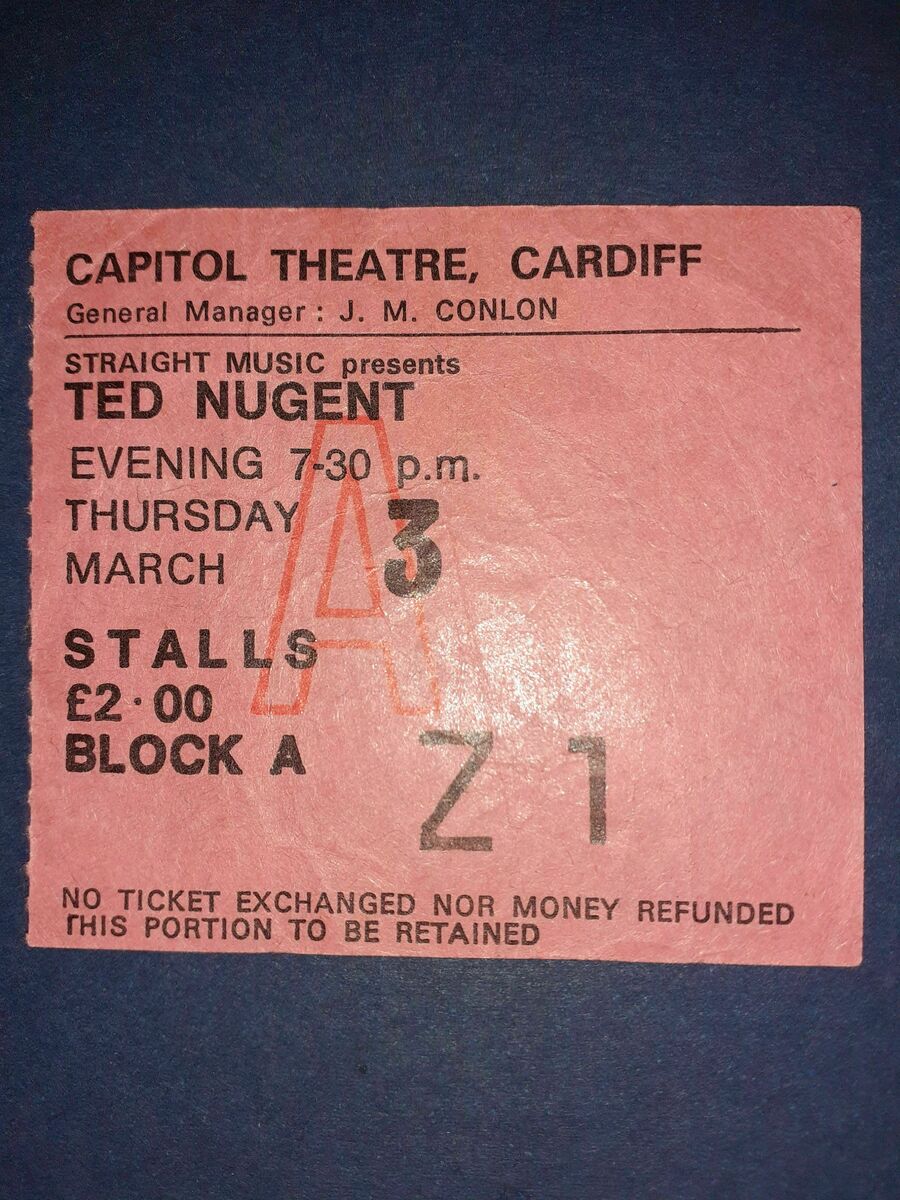 CAPITOL THEATRE, CARDIFF
General Manager : J. M. CONLON
STRAIGHT MUSIC presents
TED NUGENT
EVENING 7-30 p.m.
THURSDAY 3
MARCH
A
STALLS
£2·00
BLOCK A
Z 1
NO TICKET EXCHANGED NOR MONEY REFUNDED
THIS PORTION TO BE RETAINED